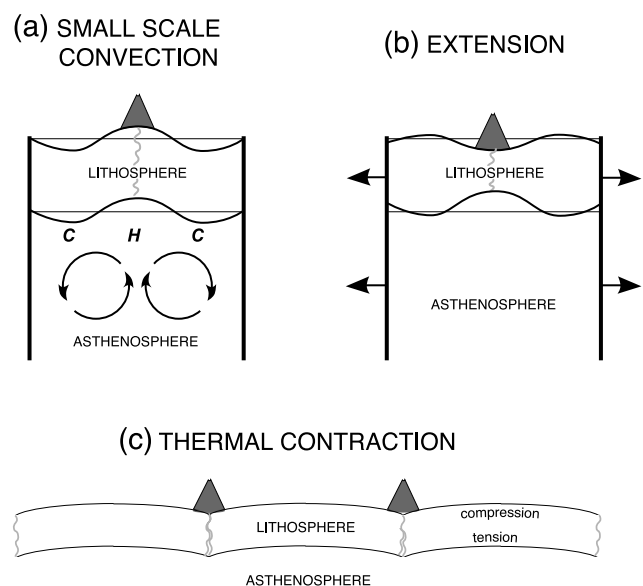 (a) SMALL SCALE
CONVECTION
LITHOSPHERE
C H C
ASTHENOSPHERE
(b) EXTENSION
LITHOSPHERE
ASTHENOSPHERE
(c) THERMAL CONTRACTION
LITHOSPHERE
compression
tension
ASTHENOSPHERE